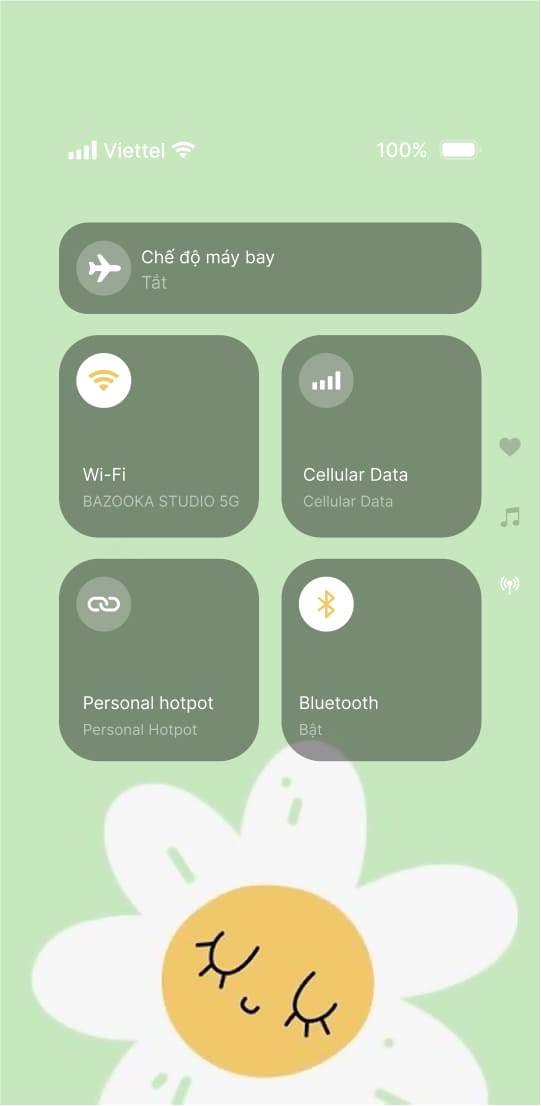 Viettel 100%
Chế độ máy bay
Tắt
Wi-Fi
BAZOOKA STUDIO 5G
Cellular Data
Cellular Data
Personal hotpot
Personal Hotpot
Bluetooth
Bật